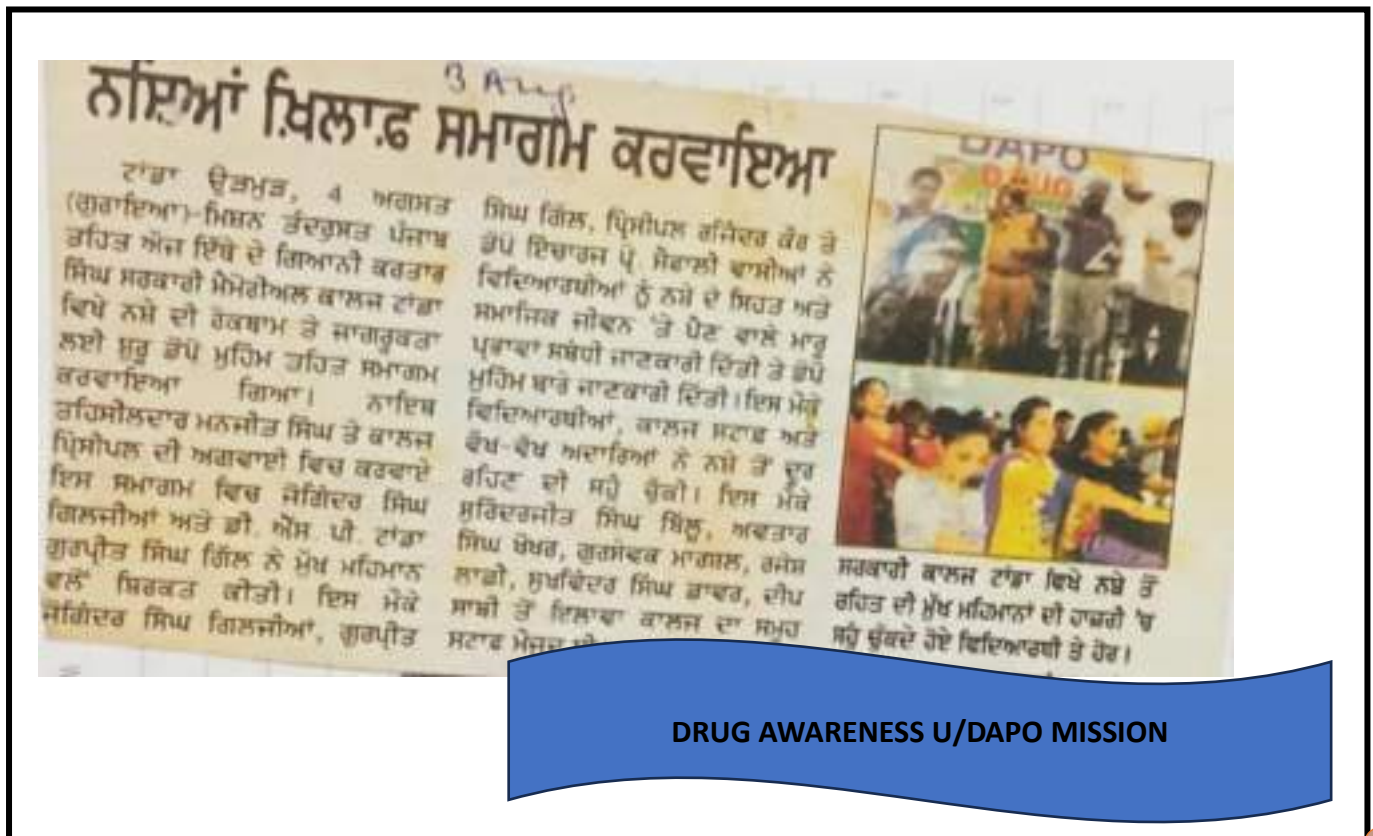 3 Aug
ਨਸ਼ਿਆਂ ਖ਼ਿਲਾਫ਼ ਸਮਾਗਮ ਕਰਵਾਇਆ
ਟਾਂਡਾ ਉੜਮੁੜ, 4 ਅਗਸਤ
(ਗੁਰਾਇਆ)-ਮਿਸ਼ਨ ਤੰਦਰੁਸਤ ਪੰਜਾਬ
ਤਹਿਤ ਅੱਜ ਇੱਥੇ ਦੇ ਗਿਆਨੀ ਕਰਤਾਰ
ਸਿੰਘ ਸਰਕਾਰੀ ਮੈਮੋਰੀਅਲ ਕਾਲਜ ਟਾਂਡਾ
ਵਿਖੇ ਨਸ਼ੇ ਦੀ ਰੋਕਥਾਮ ਤੇ ਜਾਗਰੂਕਤਾ
ਲਈ ਸ਼ੁਰੂ ਡੇਪੋ ਮੁਹਿੰਮ ਤਹਿਤ ਸਮਾਗਮ
ਕਰਵਾਇਆ ਗਿਆ। ਨਾਇਬ
ਤਹਿਸੀਲਦਾਰ ਮਨਜੀਤ ਸਿੰਘ ਤੇ ਕਾਲਜ
ਪ੍ਰਿੰਸੀਪਲ ਦੀ ਅਗਵਾਈ ਵਿਚ ਕਰਵਾਏ
ਇਸ ਸਮਾਗਮ ਵਿਚ ਜੋਗਿੰਦਰ ਸਿੰਘ
ਗਿਲਜੀਆਂ ਅਤੇ ਡੀ. ਐੱਸ ਪੀ. ਟਾਂਡਾ
ਗੁਰਪ੍ਰੀਤ ਸਿੰਘ ਗਿੱਲ ਨੇ ਮੁੱਖ ਮਹਿਮਾਨ
ਵਲੋਂ ਸ਼ਿਰਕਤ ਕੀਤੀ। ਇਸ ਮੌਕੇ
ਜੋਗਿੰਦਰ ਸਿੰਘ ਗਿਲਜੀਆਂ, ਗੁਰਪ੍ਰੀਤ
ਸਿੰਘ ਗਿੱਲ, ਪ੍ਰਿੰਸੀਪਲ ਰਜਿੰਦਰ ਕੌਰ ਤੇ
ਡੇਪੋ ਇੰਚਾਰਜ ਪ੍ਰੋ. ਵਾਸੀਆਂ ਨੇ
ਵਿਦਿਆਰਥੀਆਂ ਨੂੰ ਨਸ਼ੇ ਦੇ ਸਿਹਤ ਅਤੇ
ਸਮਾਜਿਕ ਜੀਵਨ 'ਤੇ ਪੈਣ ਵਾਲੇ ਮਾਰੂ
ਪ੍ਰਭਾਵਾਂ ਸਬੰਧੀ ਜਾਣਕਾਰੀ ਦਿੱਤੀ ਤੇ ਡੇਪੋ
ਮੁਹਿੰਮ ਬਾਰੇ ਜਾਣਕਾਰੀ ਦਿੱਤੀ। ਇਸ ਮੌਕੇ
ਵਿਦਿਆਰਥੀਆਂ, ਕਾਲਜ ਸਟਾਫ ਅਤੇ
ਵੱਖ-ਵੱਖ ਅਦਾਰਿਆਂ ਨੇ ਨਸ਼ੇ ਤੋਂ ਦੂਰ
ਰਹਿਣ ਦੀ ਸਹੁੰ ਚੁੱਕੀ। ਇਸ ਮੌਕੇ
ਸੁਰਿੰਦਰਜੀਤ ਸਿੰਘ ਬਿੱਲੂ, ਅਵਤਾਰ
ਸਿੰਘ ਖੋਖਰ, ਗੁਰਸੇਵਕ ਮਾਰਸ਼ਲ, ਰਜੇਸ਼
ਲਾਡੀ, ਸੁਖਵਿੰਦਰ ਸਿੰਘ ਡਾਵਰ, ਦੀਪ
ਸਾਬੀ ਤੋਂ ਇਲਾਵਾ ਕਾਲਜ ਦਾ ਸਮੂਹ
ਸਟਾਫ ਮੌਜੂਦ
DAPO
DRUG
ਸਰਕਾਰੀ ਕਾਲਜ ਟਾਂਡਾ ਵਿਖੇ ਨਸ਼ੇ ਤੋਂ
ਰਹਿਤ ਦੀ ਮੁੱਖ ਮਹਿਮਾਨਾਂ ਦੀ ਹਾਜ਼ਰੀ 'ਚ
ਸਹੁੰ ਚੁੱਕਦੇ ਹੋਏ ਵਿਦਿਆਰਥੀ ਤੇ ਹੋਰ।
DRUG AWARENESS U/DAPO MISSION